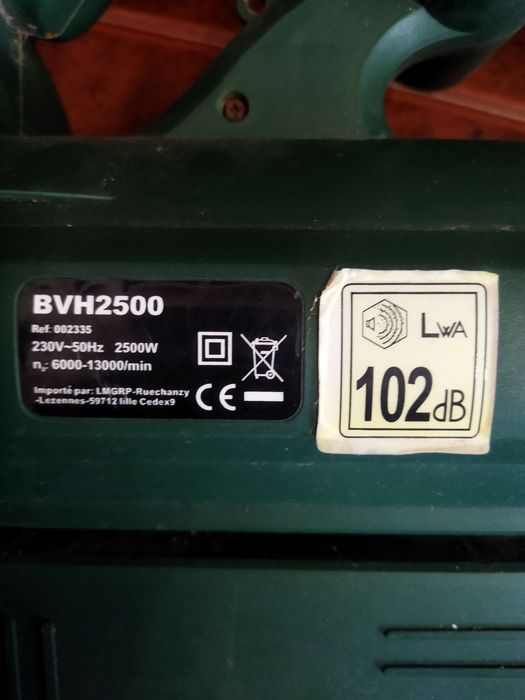 BVH2500
Ref: 002335
230V~50Hz 2500W
n₀: 6000-13000/min
Importé par: LMGRP-Ruechanzy
-Lezennes-59712 lille Cedex9
CE
LWA
102dB